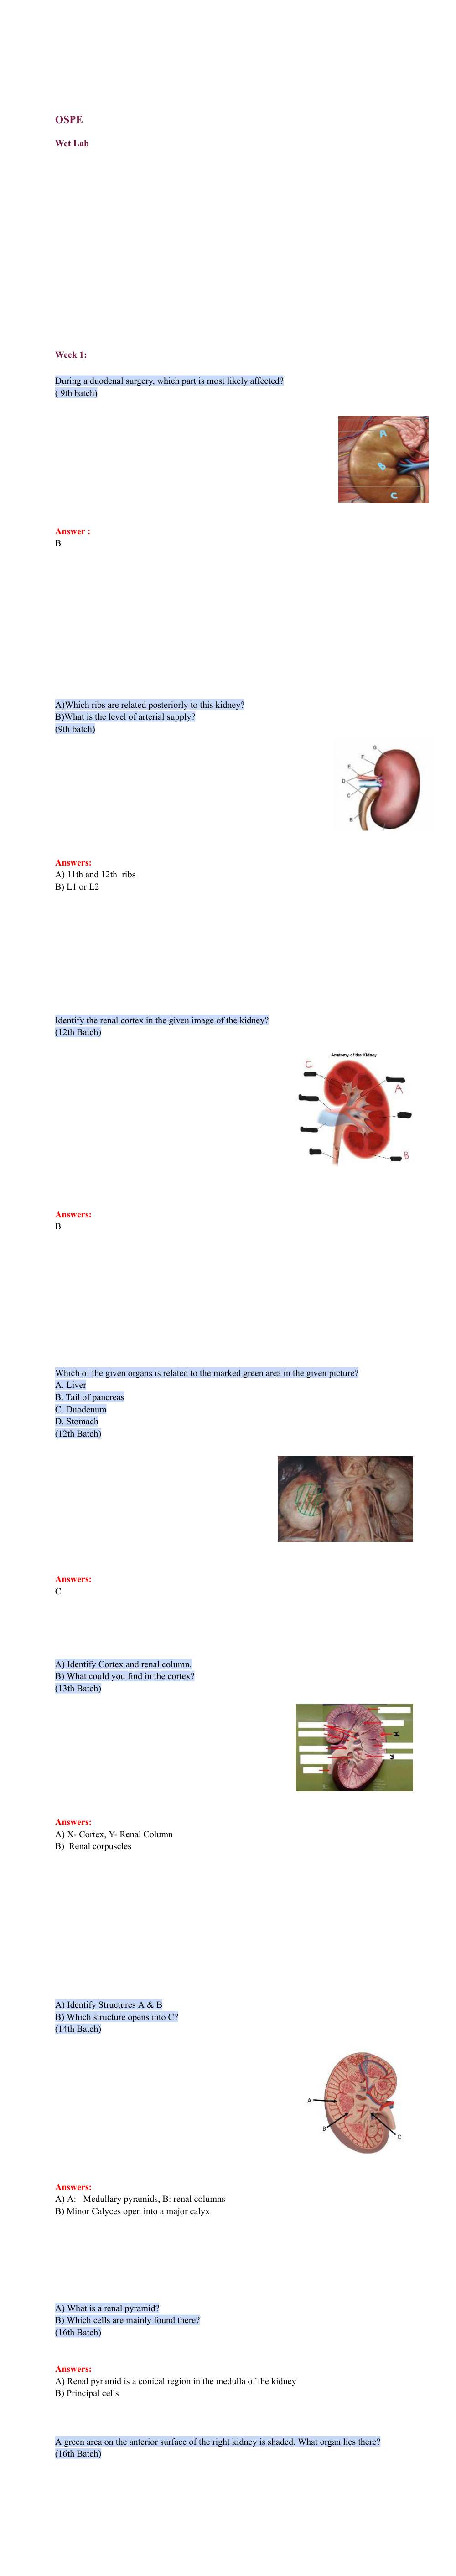 OSPE
Wet Lab
Week 1:
During a duodenal surgery, which part is most likely affected?
( 9th batch)
A
B
C
Answer :
B
A)Which ribs are related posteriorly to this kidney?
B)What is the level of arterial supply?
(9th batch)
G
F
E
D
C
B
Answers:
A) 11th and 12th ribs
B) L1 or L2
Identify the renal cortex in the given image of the kidney?
(12th Batch)
Anatomy of the Kidney
C
A
B
Answers:
B
Which of the given organs is related to the marked green area in the given picture?
A. Liver
B. Tail of pancreas
C. Duodenum
D. Stomach
(12th Batch)
Answers:
C
A) Identify Cortex and renal column.
B) What could you find in the cortex?
(13th Batch)
X
y
Answers:
A) X- Cortex, Y- Renal Column
B) Renal corpuscles
A) Identify Structures A & B
B) Which structure opens into C?
(14th Batch)
A
B
C
Answers:
A) A: Medullary pyramids, B: renal columns
B) Minor Calyces open into a major calyx
A) What is a renal pyramid?
B) Which cells are mainly found there?
(16th Batch)
Answers:
A) Renal pyramid is a conical region in the medulla of the kidney
B) Principal cells
A green area on the anterior surface of the right kidney is shaded. What organ lies there?
(16th Batch)